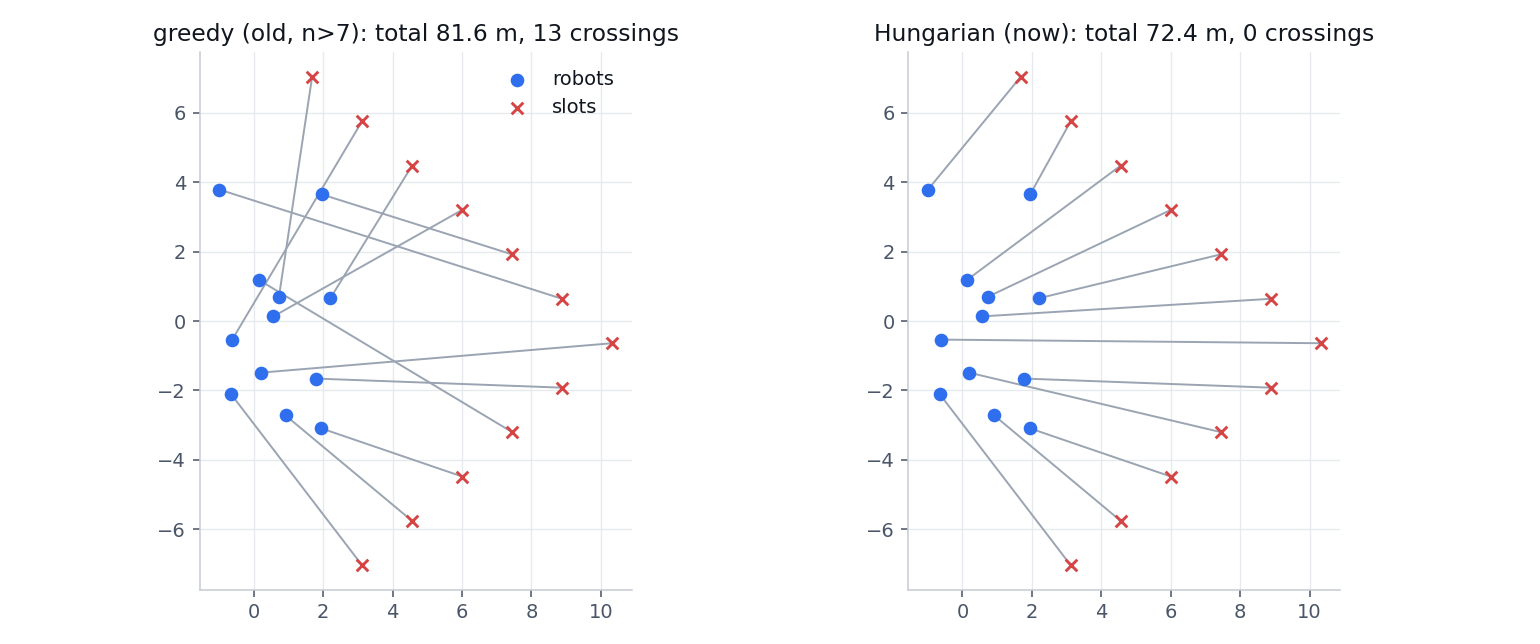 greedy (old, n>7): total 81.6 m, 13 crossings
robots
slots
6
4
2
0
−2
−4
−6
0 2 4 6 8 10
Hungarian (now): total 72.4 m, 0 crossings
6
4
2
0
−2
−4
−6
0 2 4 6 8 10